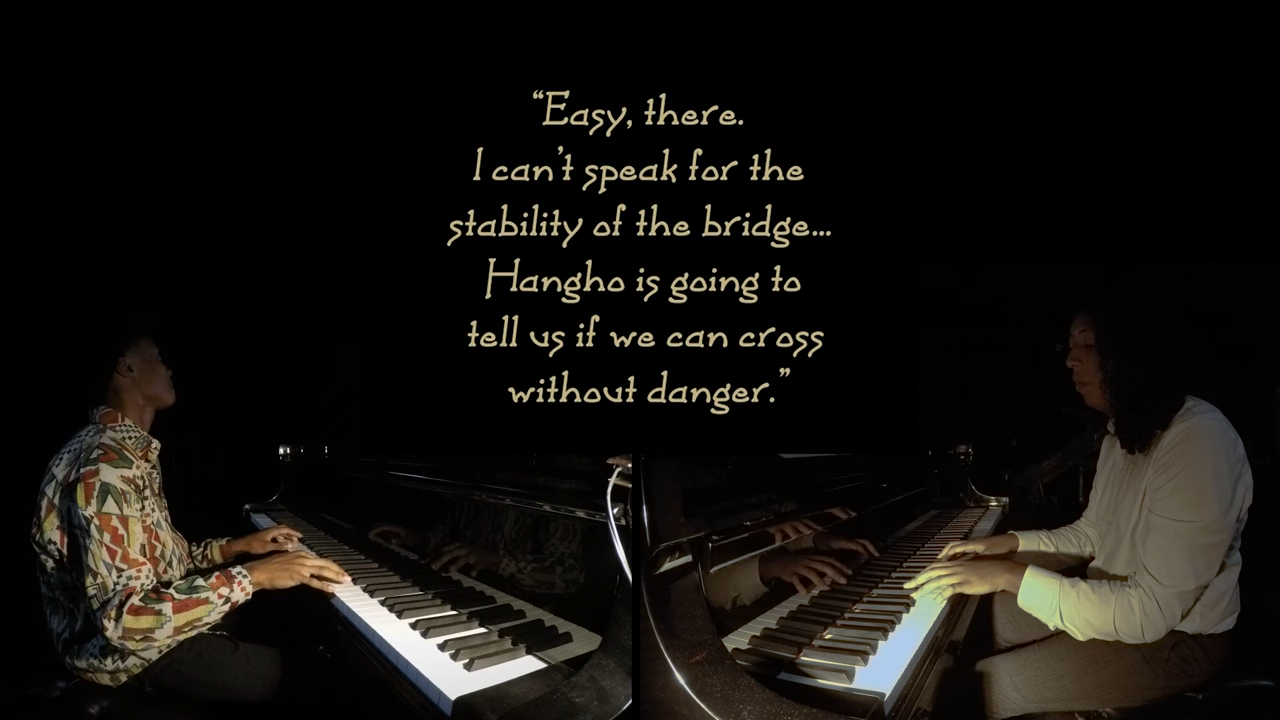 “Easy, there.
I can’t speak for the
stability of the bridge...
Hangho is going to
tell us if we can cross
without danger.”